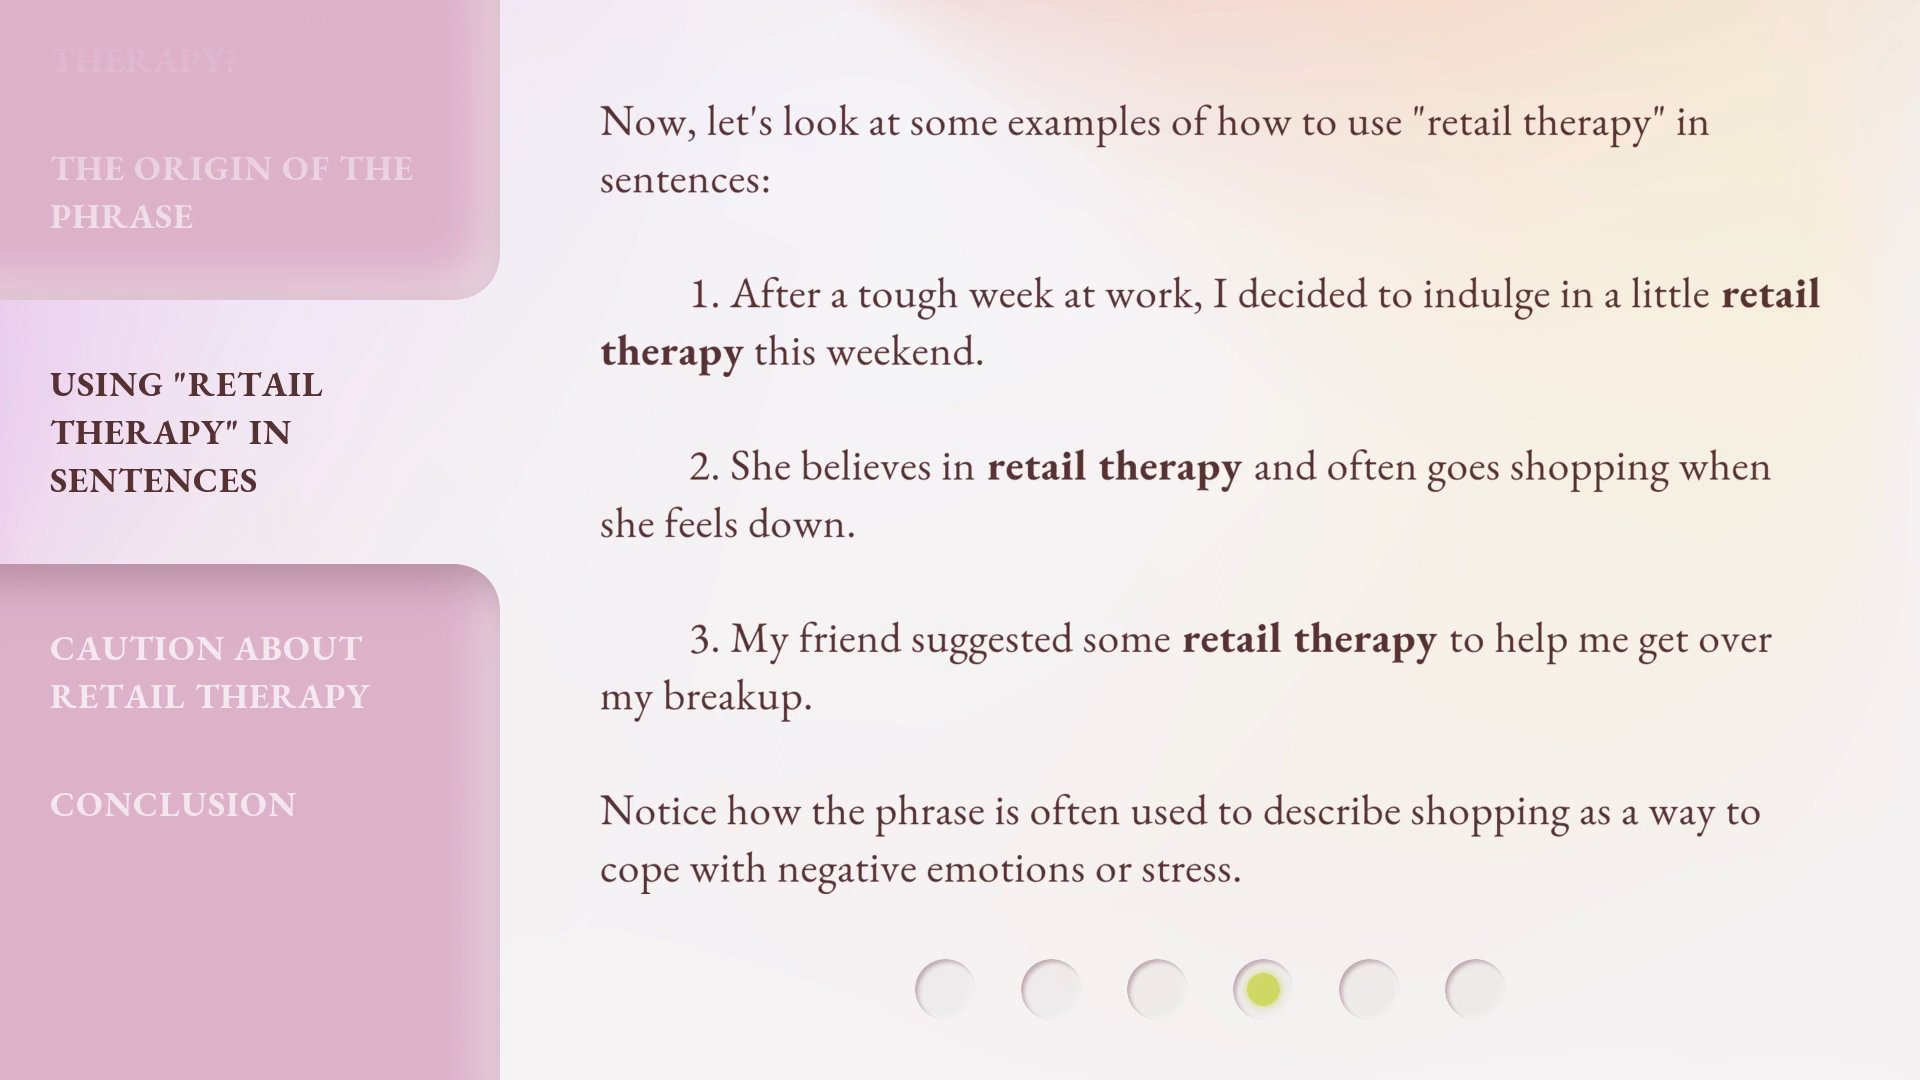 THERAPY?
THE ORIGIN OF THE
PHRASE
USING "RETAIL
THERAPY" IN
SENTENCES
CAUTION ABOUT
RETAIL THERAPY
CONCLUSION
Now, let's look at some examples of how to use "retail therapy" in
sentences:
1. After a tough week at work, I decided to indulge in a little retail
therapy this weekend.
2. She believes in retail therapy and often goes shopping when
she feels down.
3. My friend suggested some retail therapy to help me get over
my breakup.
Notice how the phrase is often used to describe shopping as a way to
cope with negative emotions or stress.